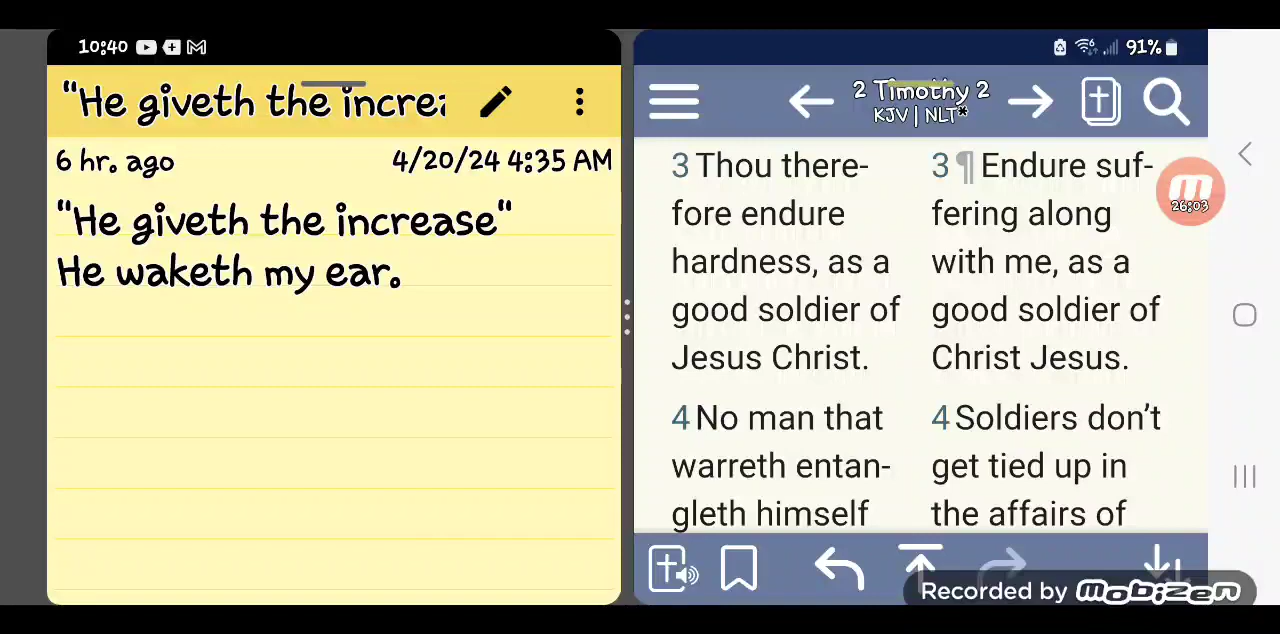 10:40
91%
"He giveth the incre
2 Timothy 2
KJV | NLT*
6 hr. ago 4/20/24 4:35 AM
"He giveth the increase"
He waketh my ear.
3 Thou there-
fore endure
hardness, as a
good soldier of
Jesus Christ.
4 No man that
warreth entan-
gleth himself
3 ¶ Endure suf-
fering along
with me, as a
good soldier of
Christ Jesus.
4 Soldiers don’t
get tied up in
the affairs of
26:03
Recorded by mobizen